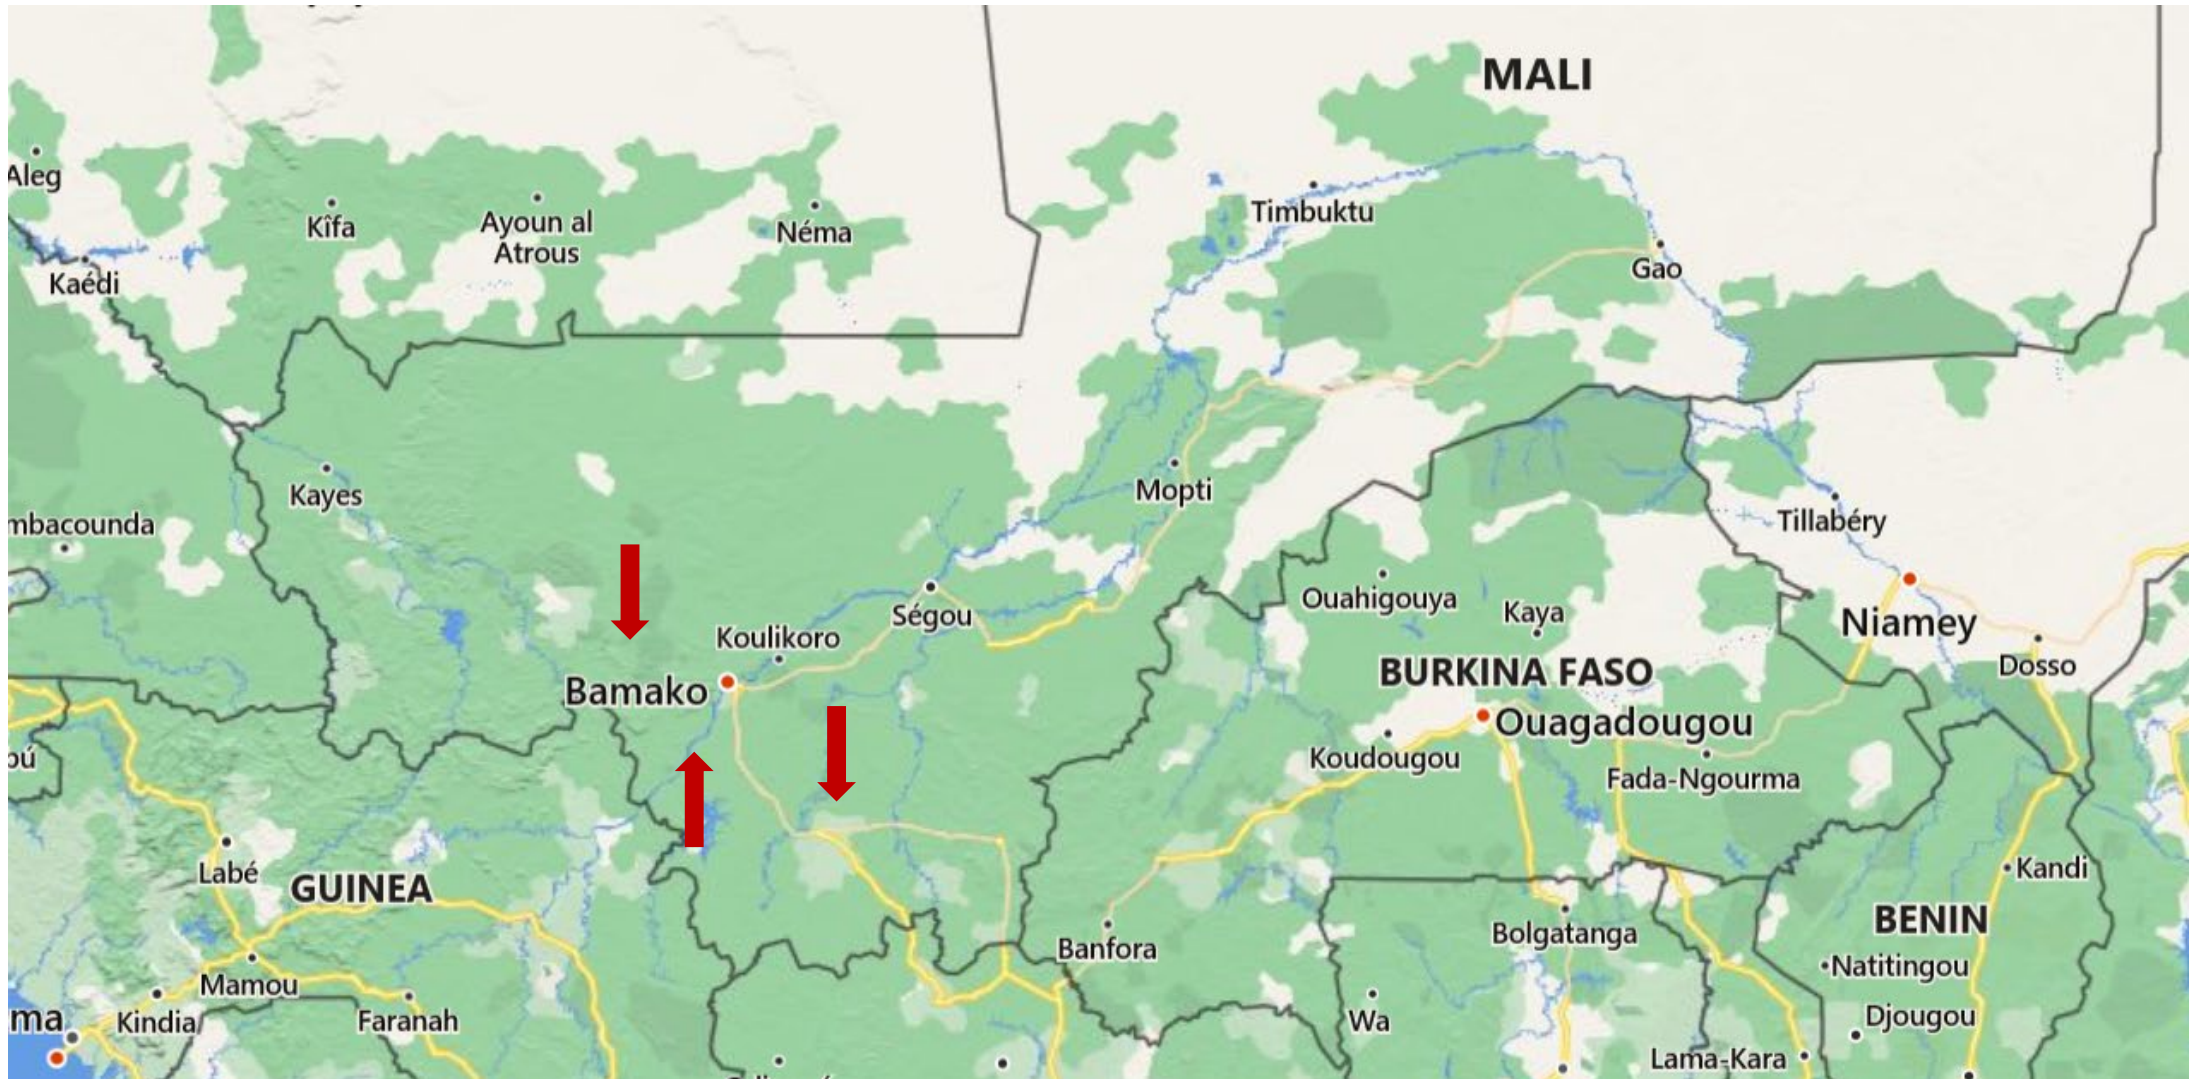 MALI
Aleg
Timbuktu
Kîfa
Ayoun al
Atrous
Néma
Kaédi
Gao
Kayes
Mopti
mbacounda
Tillabéry
Ouahigouya
Kaya
Ségou
Koulikoro
Niamey
Dosso
BURKINA FASO
Bamako
Ouagadougou
Koudougou
Fada-Ngourma
Labé
GUINEA
Kandi
BENIN
Bolgatanga
Banfora
Natitingou
Mamou
ma
Kindia
Faranah
Wa
Djougou
Lama-Kara